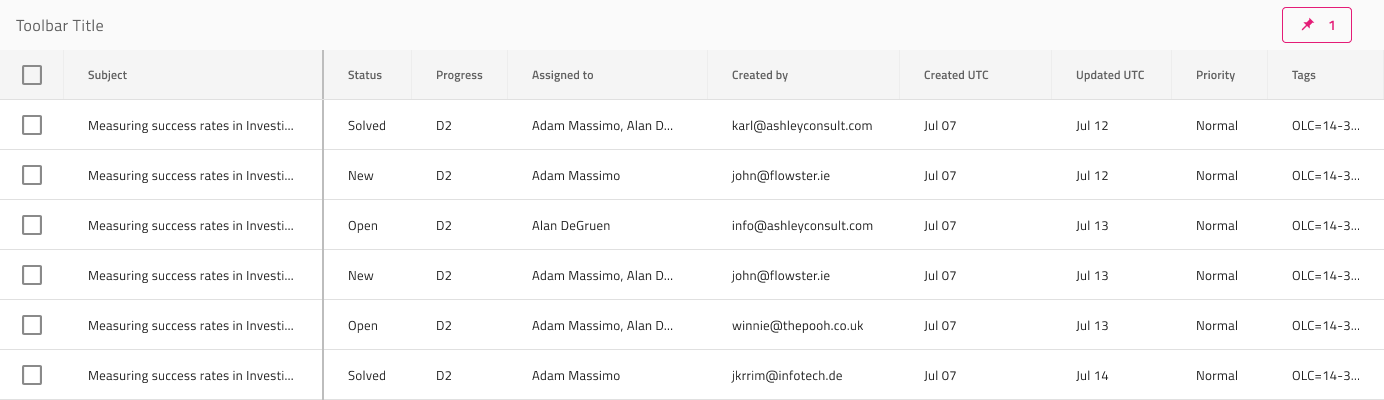 Toolbar Title 1
Subject Status Progress Assigned to Created by Created UTC Updated UTC Priority Tags
Measuring success rates in Investi... Solved D2 Adam Massimo, Alan D... karl@ashleyconsult.com Jul 07 Jul 12 Normal OLC=14-3...
Measuring success rates in Investi... New D2 Adam Massimo john@flowster.ie Jul 07 Jul 12 Normal OLC=14-3...
Measuring success rates in Investi... Open D2 Alan DeGruen info@ashleyconsult.com Jul 07 Jul 13 Normal OLC=14-3...
Measuring success rates in Investi... New D2 Adam Massimo, Alan D... john@flowster.ie Jul 07 Jul 13 Normal OLC=14-3...
Measuring success rates in Investi... Open D2 Adam Massimo, Alan D... winnie@thepooh.co.uk Jul 07 Jul 13 Normal OLC=14-3...
Measuring success rates in Investi... Solved D2 Adam Massimo jkrrim@infotech.de Jul 07 Jul 14 Normal OLC=14-3...